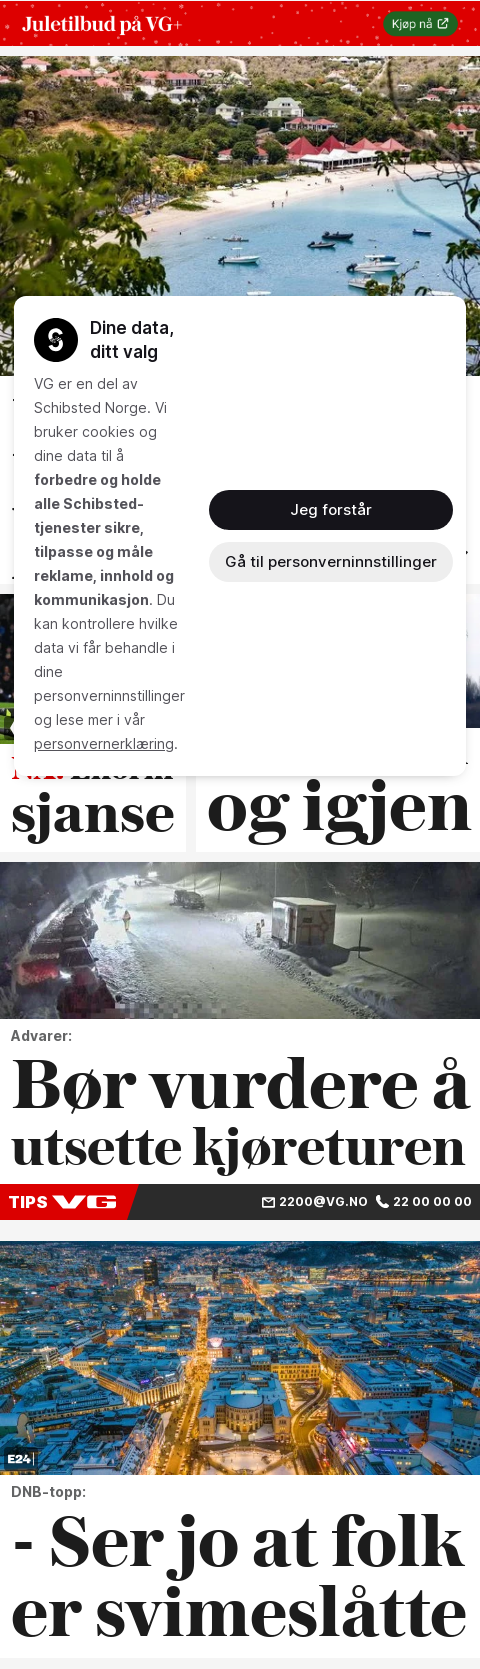 Juletilbud på VG+
Kjøp nå
Dine data,
ditt valg
VG er en del av
Schibsted Norge. Vi
bruker cookies og
dine data til å
forbedre og holde
alle Schibsted-
tjenester sikre,
tilpasse og måle
reklame, innhold og
kommunikasjon. Du
kan kontrollere hvilke
data vi får behandle i
dine
personverninnstillinger
og lese mer i vår
personvernerklæring.
Jeg forstår
Gå til personverninnstillinger
sjanse
og igjen
Advarer:
Bør vurdere å
utsette kjøreturen
TIPS VG
2200@VG.NO
22 00 00 00
E24
DNB-topp:
- Ser jo at folk
er svimeslåtte